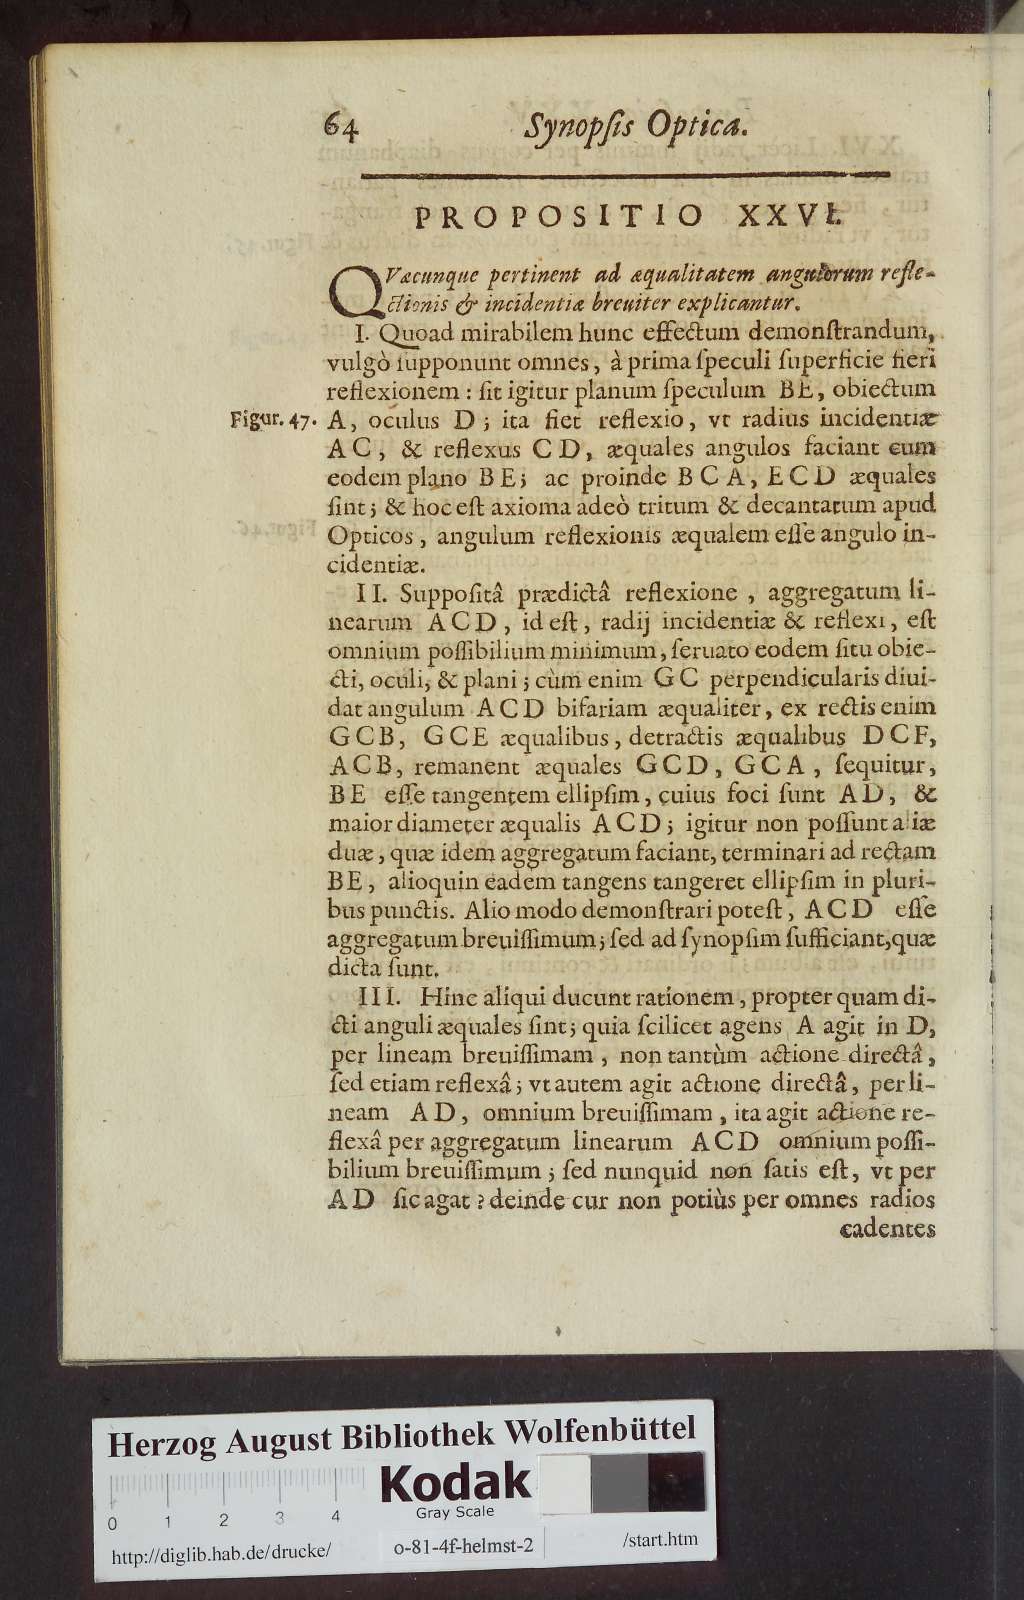 64
Synopſis Optica.
PROPOSITIO XXVI.
QVæcunque pertinent ad æqualitatem angulorum refle-
ctionis & incidentiæ breuiter explicantur.
I. Quoad mirabilem hunc effectum demonſtrandum,
vulgò ſupponunt omnes, à prima ſpeculi ſuperficie fieri
reflexionem : ſit igitur planum ſpeculum BE, obiectum
Figur. 47.
A, oculus D; ita fiet reflexio, vt radius incidentiæ
AC, & reflexus CD, æquales angulos faciant cum
eodem plano BE; ac proinde BCA, ECD æquales
ſint; & hoc eſt axioma adeò tritum & decantatum apud
Opticos, angulum reflexionis æqualem eſſe angulo in-
cidentiæ.
II. Suppoſitâ prædictâ reflexione, aggregatum li-
nearum ACD, id eſt, radij incidentiæ & reflexi, eſt
omnium poſſibilium minimum, ſeruato eodem ſitu obie-
cti, oculi, & plani; cùm enim GC perpendicularis diui-
dat angulum ACD bifariam æqualiter, ex rectis enim
GCB, GCE æqualibus, detractis æqualibus DCF,
ACB, remanent æquales GCD, GCA, ſequitur,
BE eſſe tangentem ellipſim, cuius foci ſunt AD, &
maior diameter æqualis ACD; igitur non poſſunt aliæ
duæ, quæ idem aggregatum faciant, terminari ad rectam
BE, alioquin eadem tangens tangeret ellipſim in pluri-
bus punctis. Alio modo demonſtrari poteſt, ACD eſſe
aggregatum breuiſſimum; ſed ad ſynopſim ſufficiant, quæ
dicta ſunt.
III. Hinc aliqui ducunt rationem, propter quam di-
cti anguli æquales ſint; quia ſcilicet agens A agit in D,
per lineam breuiſſimam, non tantùm actione directâ,
ſed etiam reflexâ; vt autem agit actione directâ, per li-
neam AD, omnium breuiſſimam, ita agit actione re-
flexâ per aggregatum linearum ACD omnium poſſi-
bilium breuiſſimum; ſed nunquid non ſatis eſt, vt per
AD ſic agat? deinde cur non potiùs per omnes radios
cadentes
Herzog August Bibliothek Wolfenbüttel
Kodak
Gray Scale
0 1 2 3 4
http://diglib.hab.de/drucke/
o-81-4f-helmst-2
/start.htm